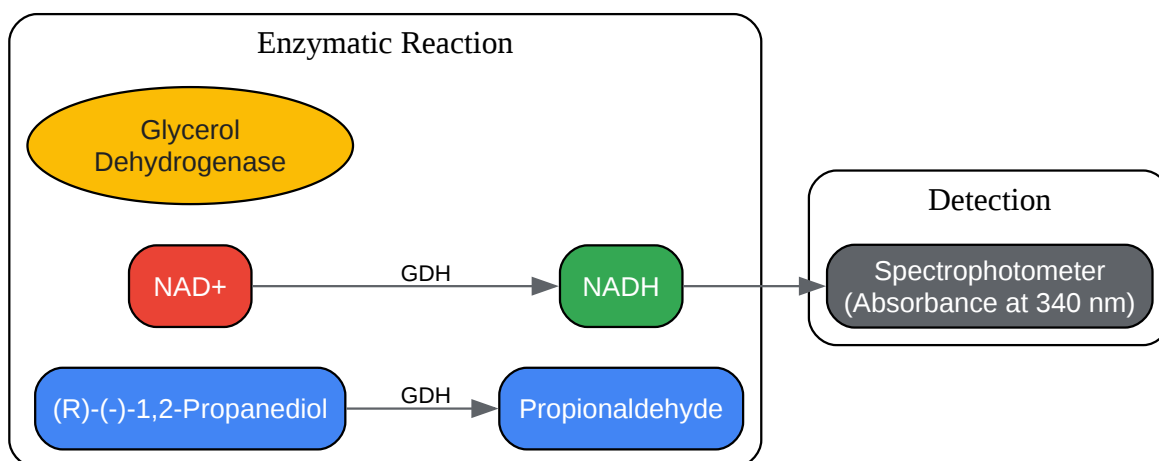 Enzymatic Reaction
Glycerol
Dehydrogenase
Detection
NAD+
GDH
NADH
Spectrophotometer
(Absorbance at 340 nm)
(R)-(-)-1,2-Propanediol
GDH
Propionaldehyde